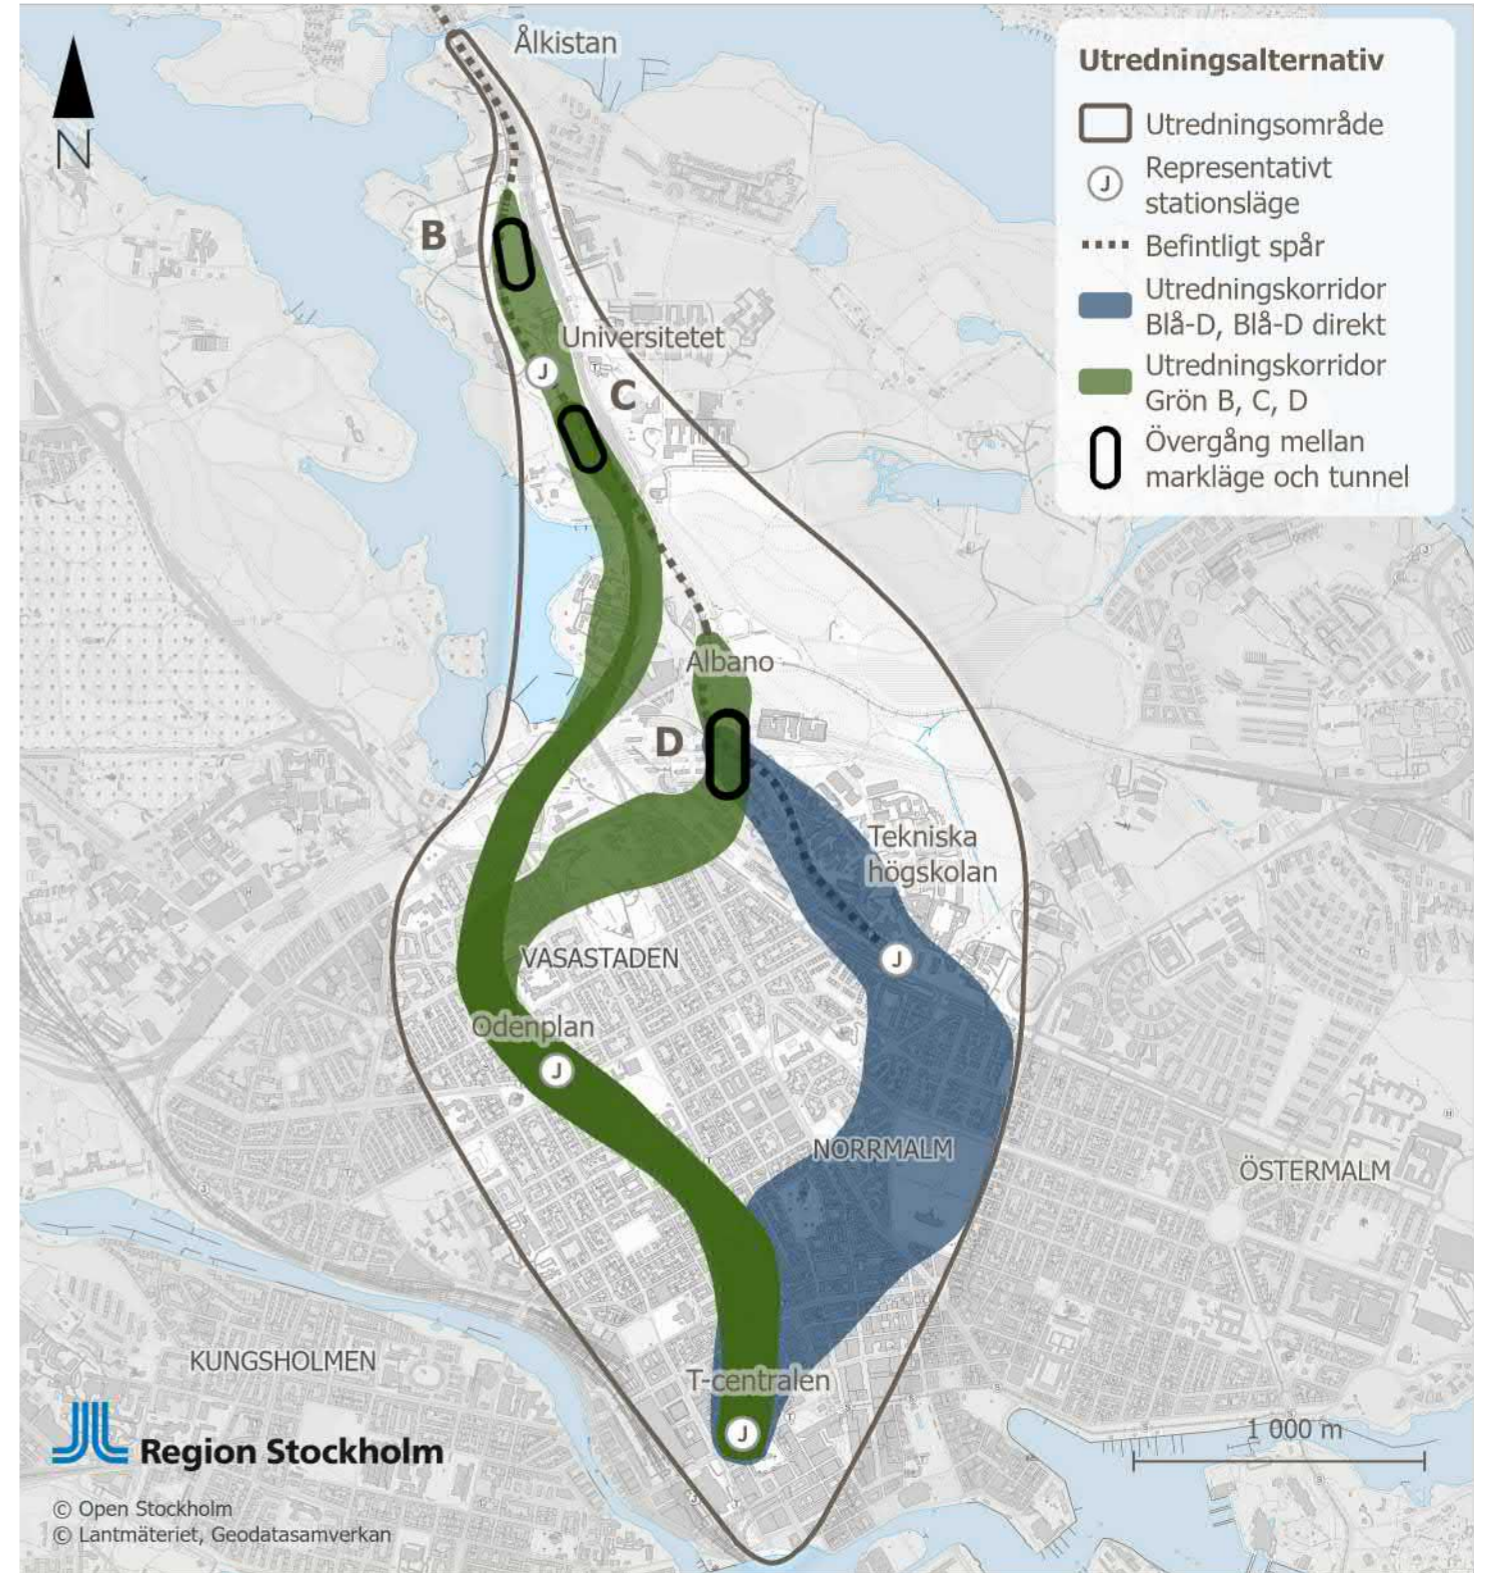 Ålkistan
N
B
Universitetet
J
C
Albano
D
Tekniska
högskolan
J
VASASTADEN
Odenplan
J
NORRMALM
ÖSTERMALM
KUNGSHOLMEN
T-centralen
J
1 000 m
Region Stockholm
© Open Stockholm
© Lantmäteriet, Geodatasamverkan
Utredningsalternativ
Utredningsområde
J
Representativt
stationsläge
Befintligt spår
Utredningskorridor
Blå-D, Blå-D direkt
Utredningskorridor
Grön B, C, D
Övergång mellan
markläge och tunnel